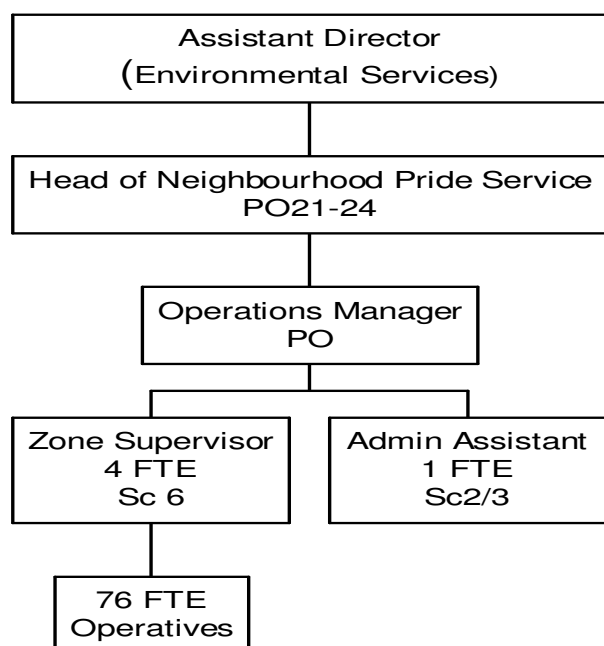 Assistant Director
(Environmental Services)
Head of Neighbourhood Pride Service
PO21-24
Operations Manager
PO
Zone Supervisor
4 FTE
Sc 6
Admin Assistant
1 FTE
Sc2/3
76 FTE
Operatives